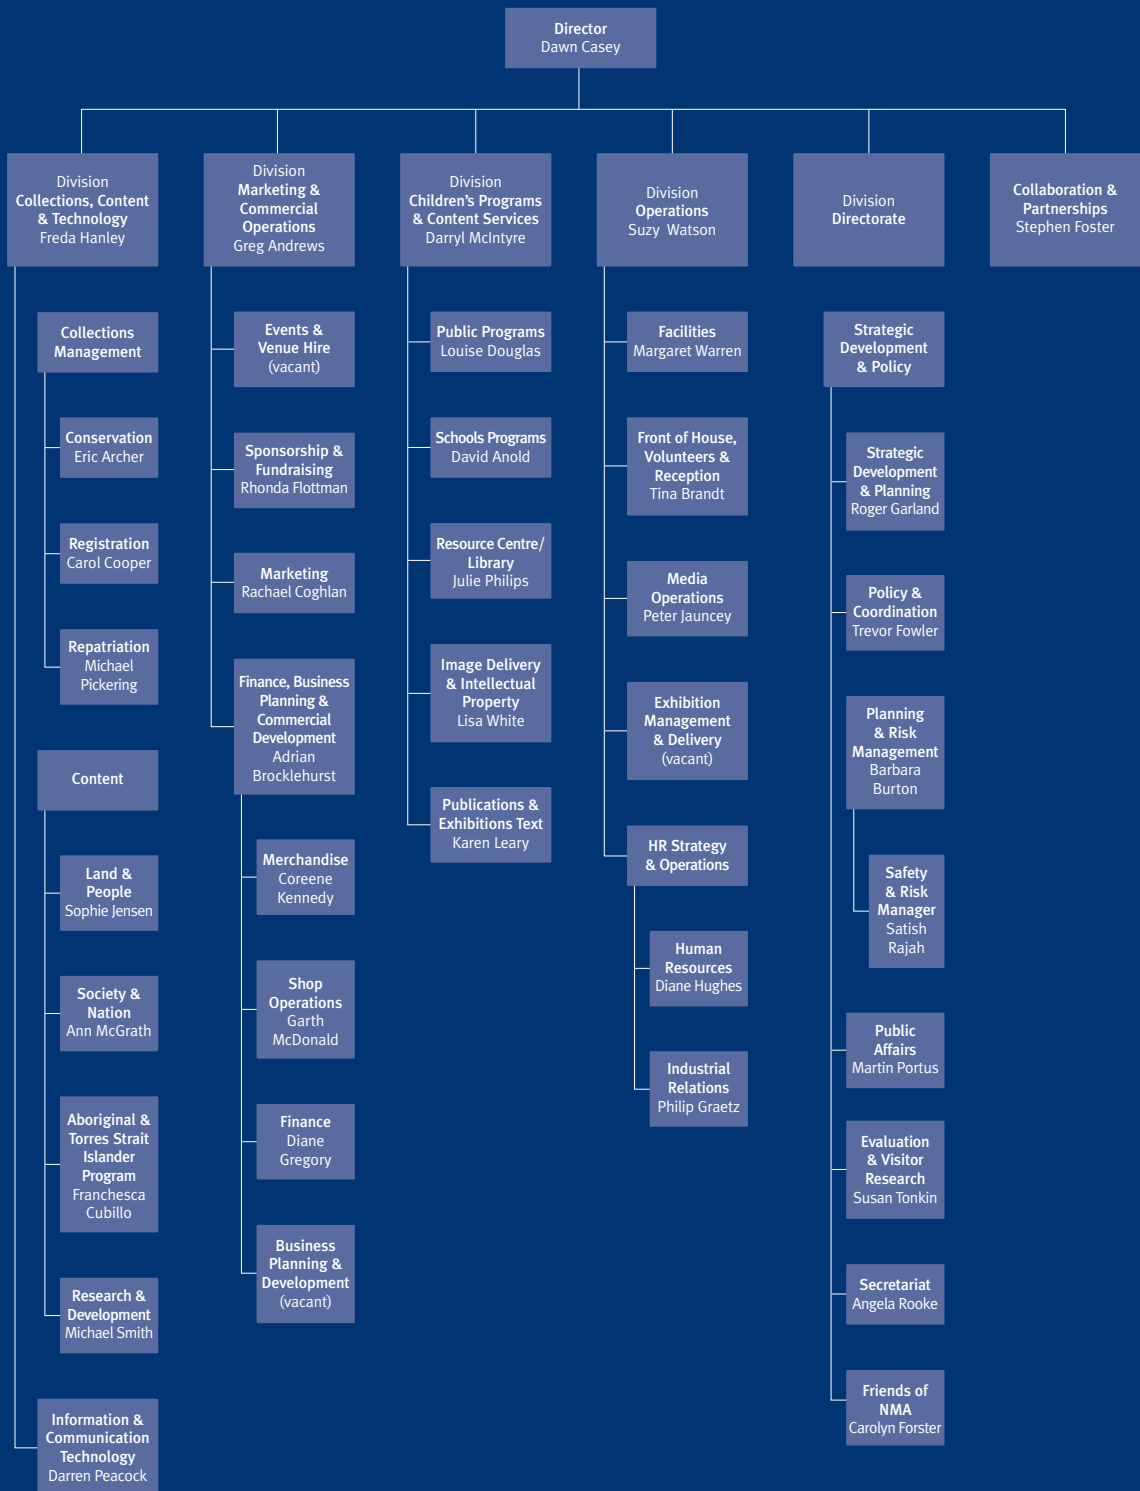 Director
Dawn Casey
Division
Collections, Content
& Technology
Freda Hanley
Division
Marketing &
Commercial
Operations
Greg Andrews
Division
Children’s Programs
& Content Services
Darryl McIntyre
Division
Operations
Suzy Watson
Division
Directorate
Collaboration &
Partnerships
Stephen Foster
Collections
Management
Conservation
Eric Archer
Registration
Carol Cooper
Repatriation
Michael
Pickering
Content
Land &
People
Sophie Jensen
Society &
Nation
Ann McGrath
Aboriginal &
Torres Strait
Islander
Program
Franchesca
Cubillo
Research &
Development
Michael Smith
Information &
Communication
Technology
Darren Peacock
Events &
Venue Hire
(vacant)
Sponsorship &
Fundraising
Rhonda Flottman
Marketing
Rachael Coghlan
Finance, Business
Planning &
Commercial
Development
Adrian
Brocklehurst
Merchandise
Coreene
Kennedy
Shop
Operations
Garth
McDonald
Finance
Diane
Gregory
Business
Planning &
Development
(vacant)
Public Programs
Louise Douglas
Schools Programs
David Anold
Resource Centre/
Library
Julie Philips
Image Delivery
& Intellectual
Property
Lisa White
Publications &
Exhibitions Text
Karen Leary
Facilities
Margaret Warren
Front of House,
Volunteers &
Reception
Tina Brandt
Media
Operations
Peter Jauncey
Exhibition
Management
& Delivery
(vacant)
HR Strategy
& Operations
Human
Resources
Diane Hughes
Industrial
Relations
Philip Graetz
Strategic
Development
& Policy
Strategic
Development
& Planning
Roger Garland
Policy &
Coordination
Trevor Fowler
Planning
& Risk
Management
Barbara
Burton
Safety
& Risk
Manager
Satish
Rajah
Public
Affairs
Martin Portus
Evaluation
& Visitor
Research
Susan Tonkin
Secretariat
Angela Rooke
Friends of
NMA
Carolyn Forster